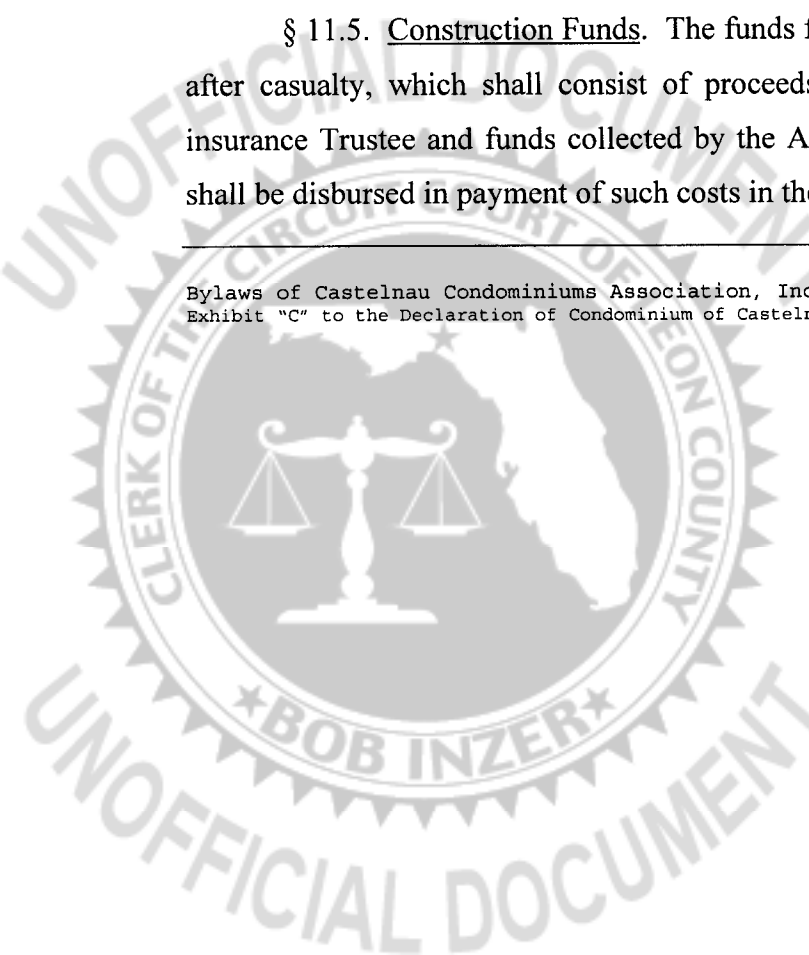 § 11.5. Construction Funds. The funds
after casualty, which shall consist of proceeds
insurance Trustee and funds collected by the A
shall be disbursed in payment of such costs in the
Bylaws of Castelnau Condominiums Association, Inc
Exhibit "C" to the Declaration of Condominium of Casteln
UNOFFICIAL DOCUMENT
CLERK OF THE CIRCUIT COURT OF LEON COUNTY
★BOB INZER★
UNOFFICIAL DOCUMENT